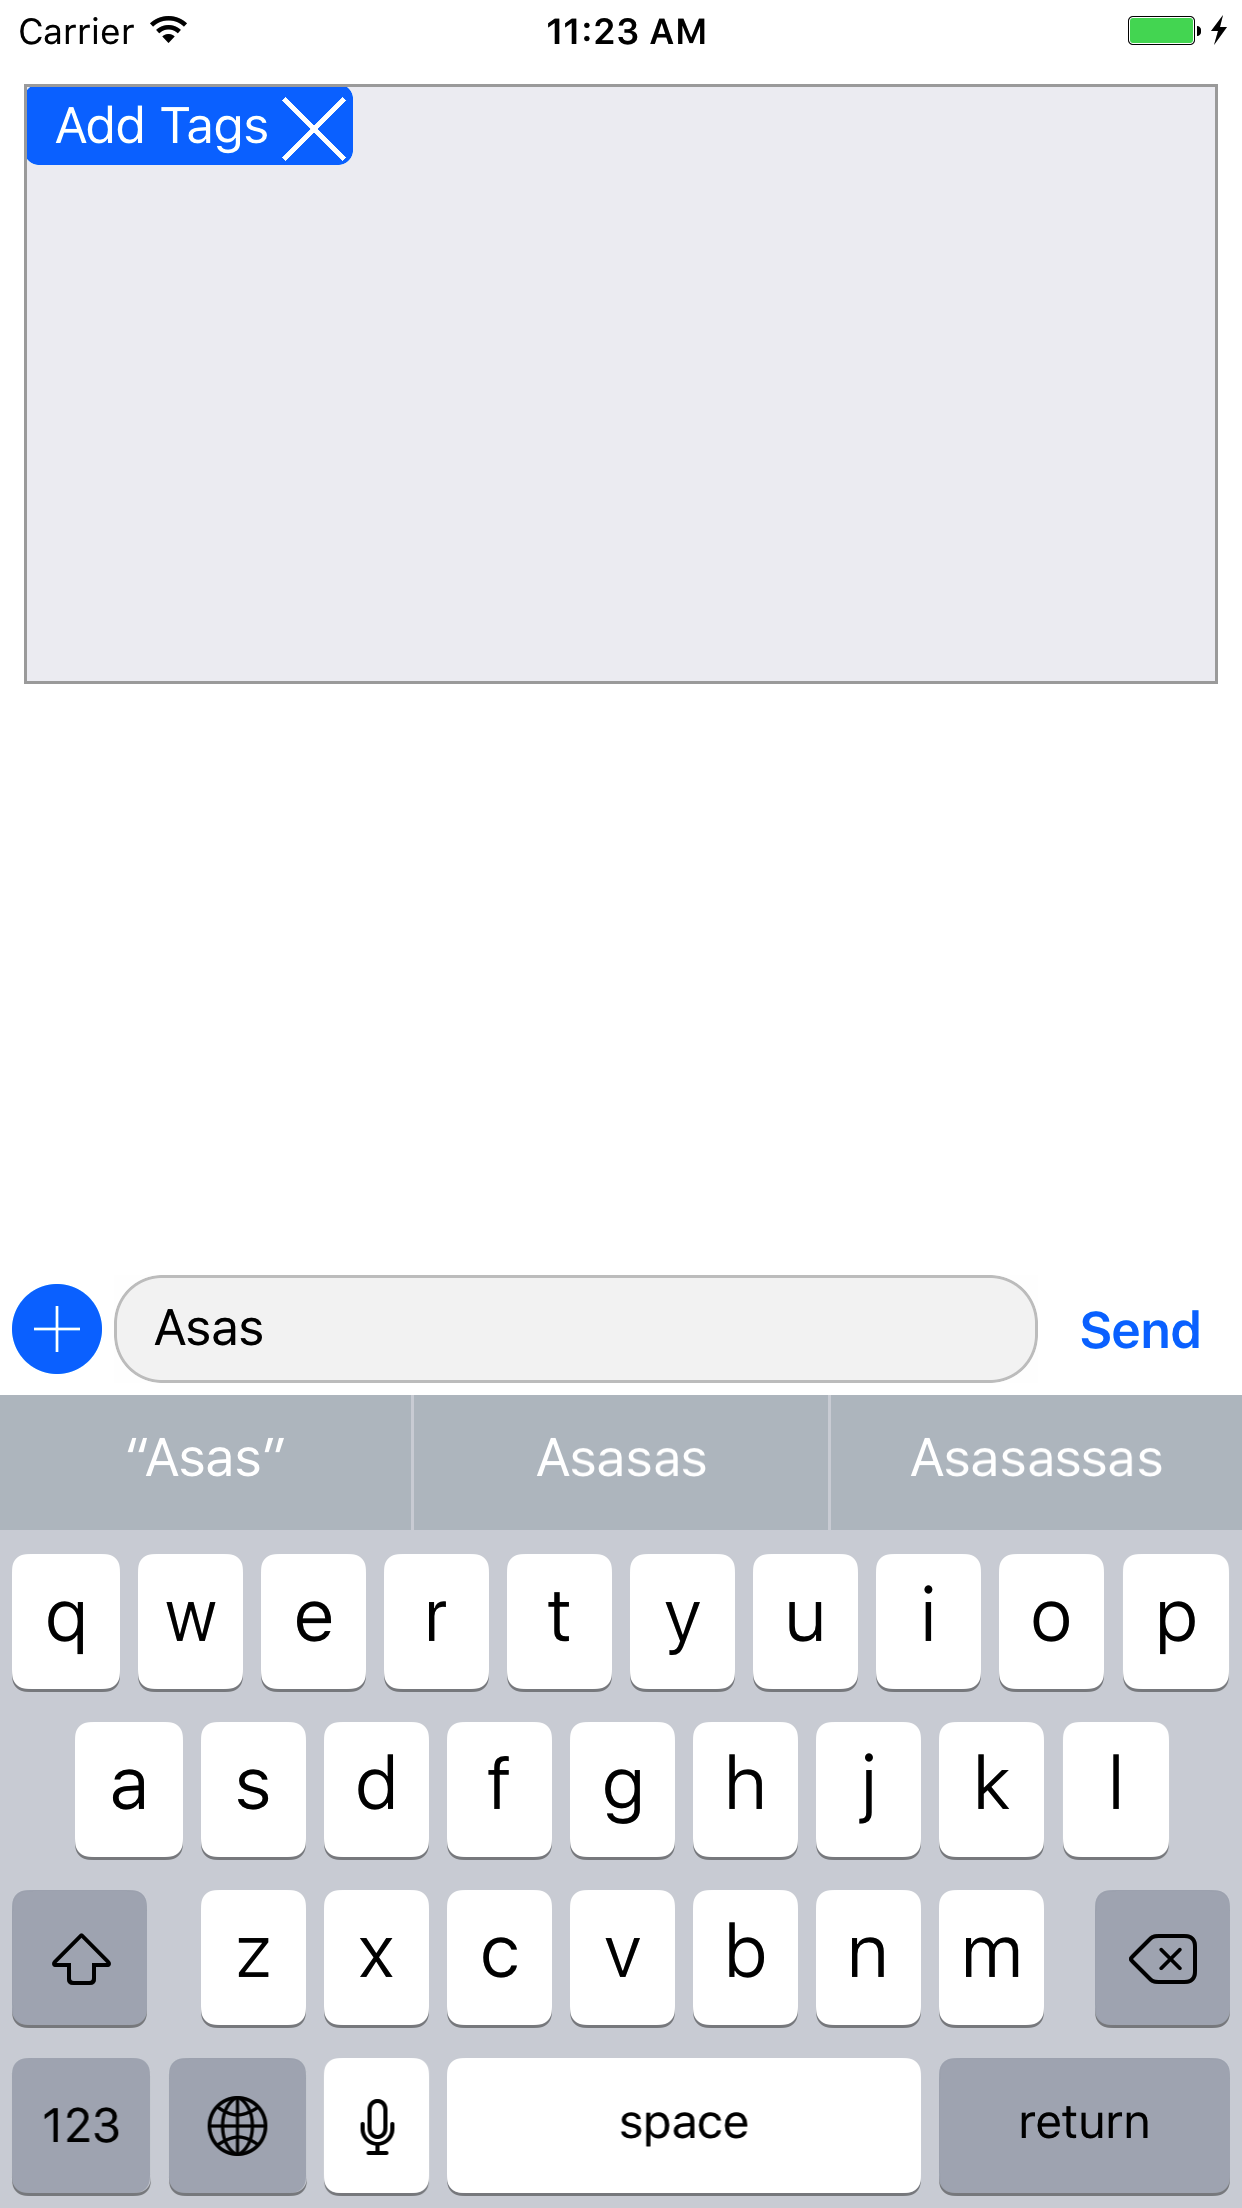 Carrier 11:23 AM
Add Tags
Asas Send
“Asas” Asasas Asasassas
q w e r t y u i o p
a s d f g h j k l
z x c v b n m
123 space return